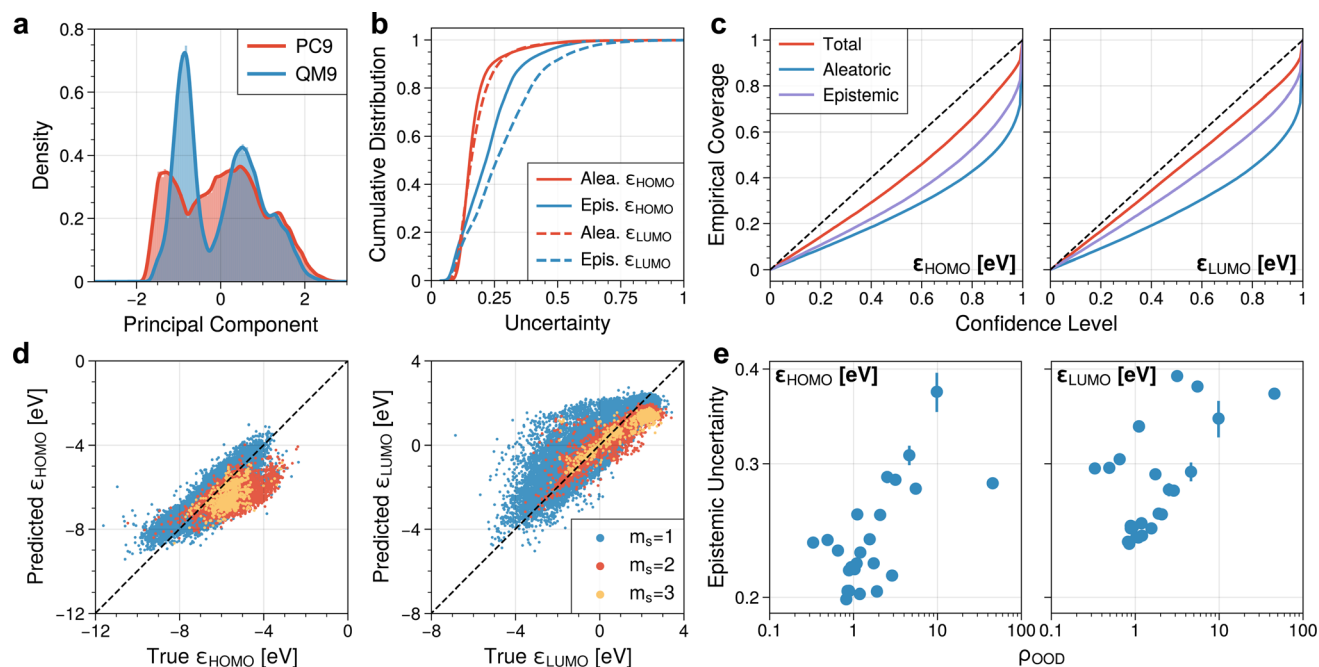 a
0.8
0.6
0.4
0.2
0
−2
0
2
Density
Principal Component
PC9
QM9
b
1
0.8
0.6
0.4
0.2
0
0
0.25
0.5
0.75
1
Cumulative Distribution
Uncertainty
Alea. εHOMO
Epis. εHOMO
Alea. εLUMO
Epis. εLUMO
c
1
0.8
0.6
0.4
0.2
0
Empirical Coverage
Total
Aleatoric
Epistemic
εHOMO [eV]
εLUMO [eV]
0
0.2
0.4
0.6
0.8
1
0.2
0.4
0.6
0.8
1
Confidence Level
d
0
−4
−8
−12
−12
−8
−4
0
Predicted εHOMO [eV]
True εHOMO [eV]
4
0
−4
−8
−8
−4
0
4
Predicted εLUMO [eV]
True εLUMO [eV]
ms=1
ms=2
ms=3
e
εHOMO [eV]
εLUMO [eV]
0.4
0.3
0.2
Epistemic Uncertainty
0.1
1
10
100
0.1
1
10
100
ρOOD